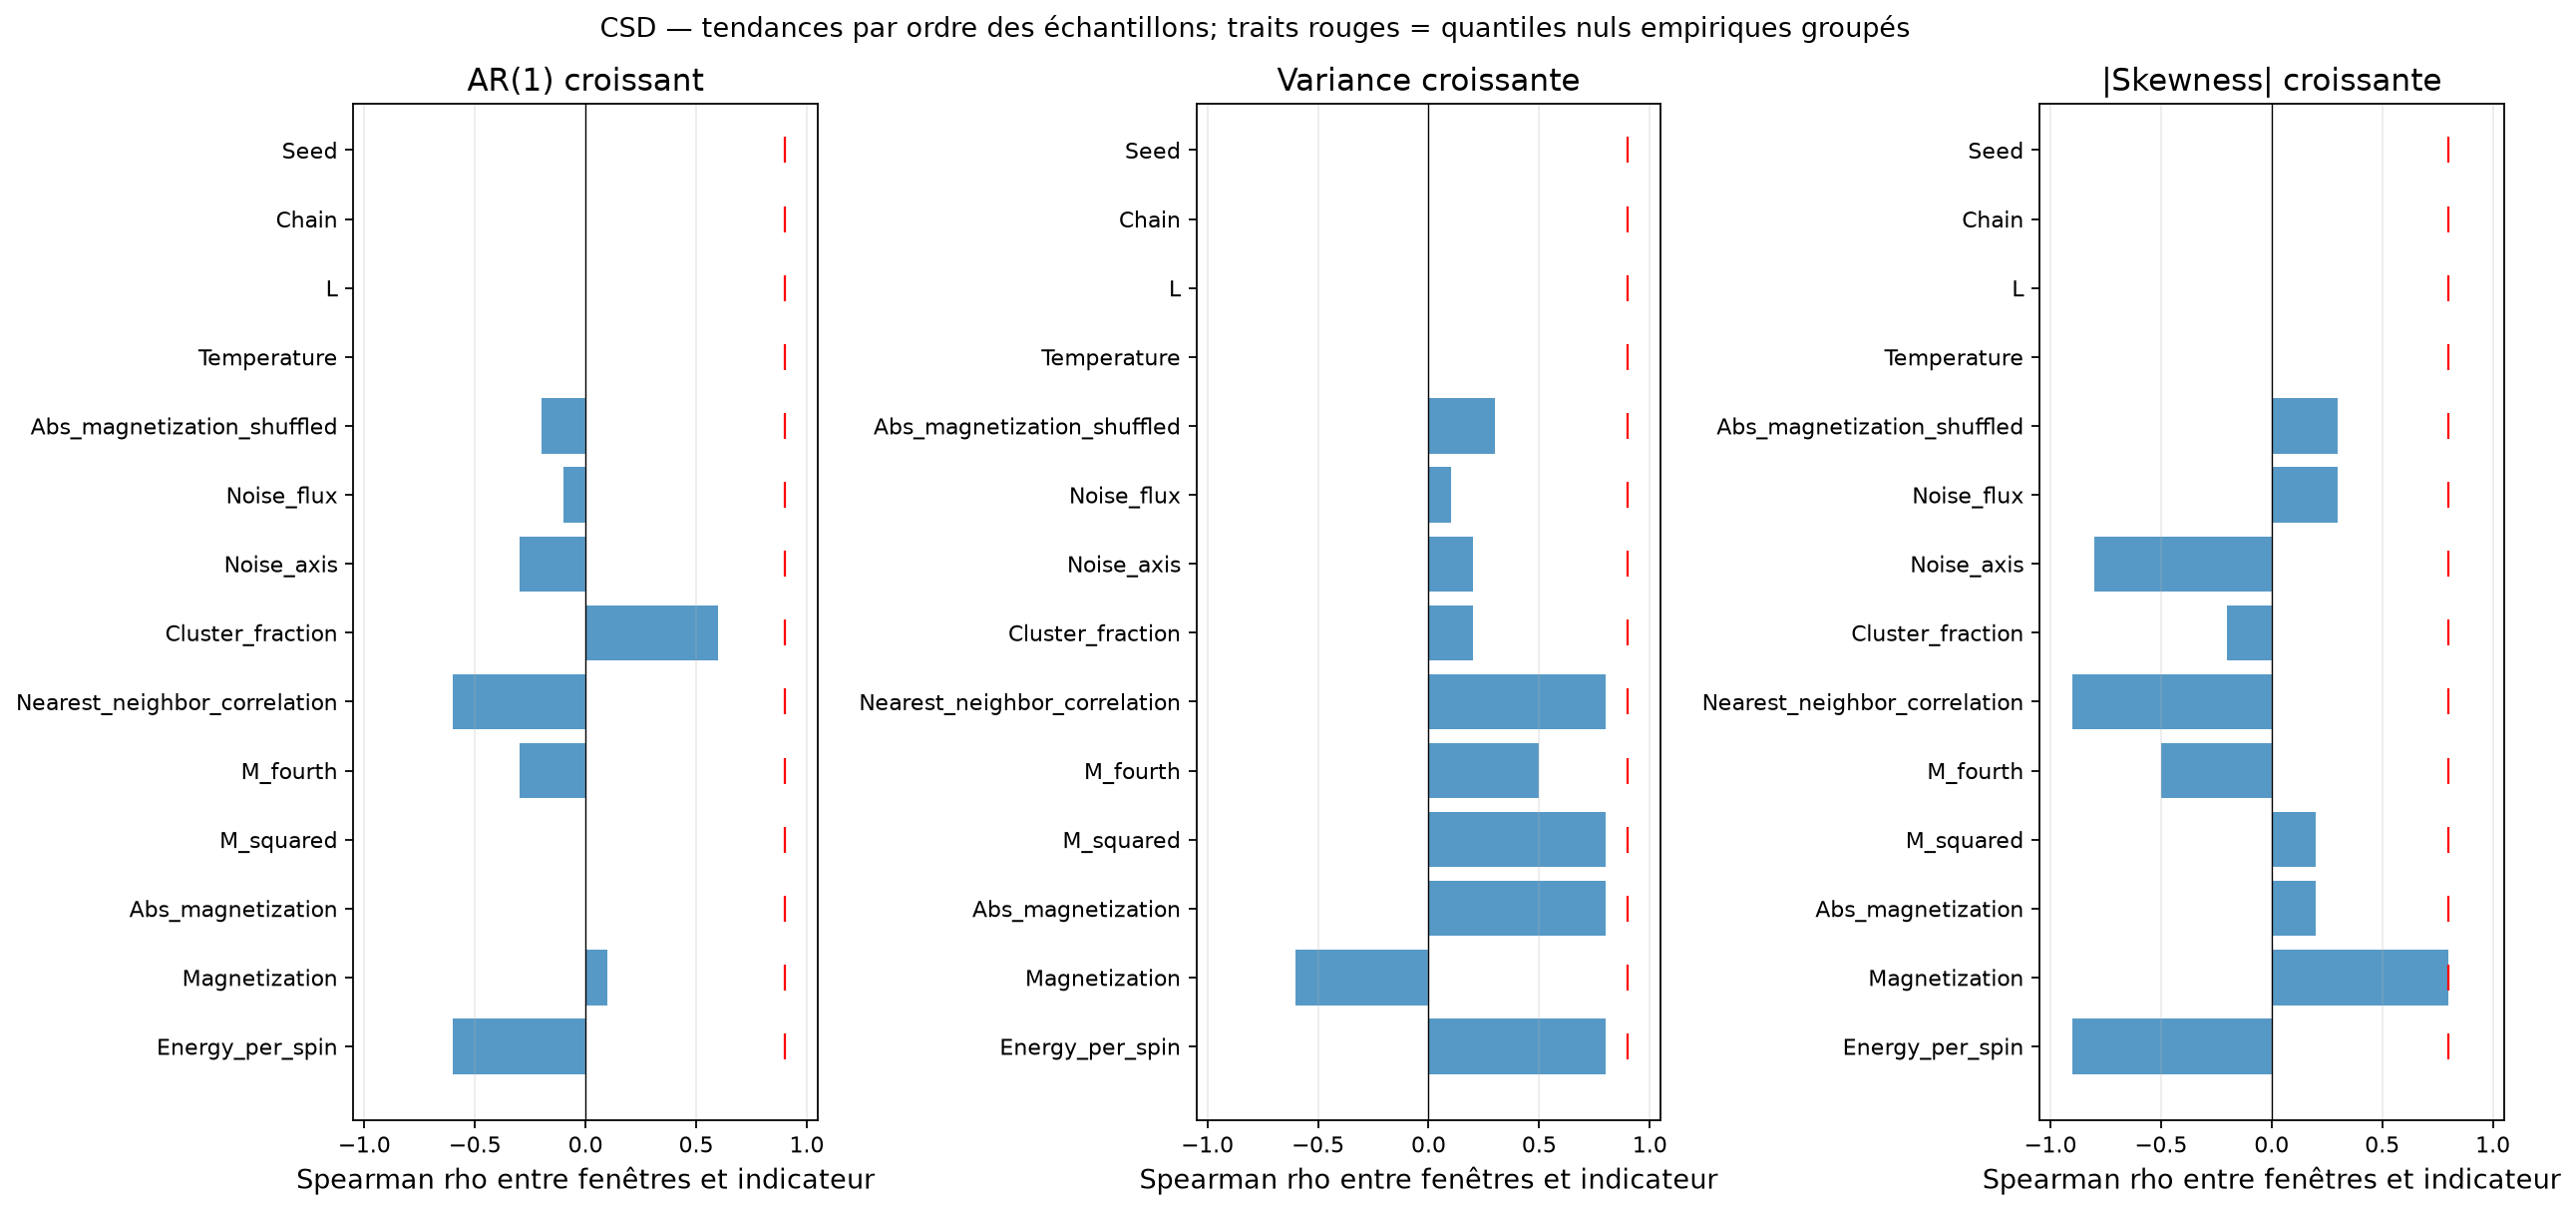 CSD — tendances par ordre des échantillons; traits rouges = quantiles nuls empiriques groupés
AR(1) croissant
Seed
Chain
L
Temperature
Abs_magnetization_shuffled
Noise_flux
Noise_axis
Cluster_fraction
Nearest_neighbor_correlation
M_fourth
M_squared
Abs_magnetization
Magnetization
Energy_per_spin
−1.0 −0.5 0.0 0.5 1.0
Spearman rho entre fenêtres et indicateur
Variance croissante
Seed
Chain
L
Temperature
Abs_magnetization_shuffled
Noise_flux
Noise_axis
Cluster_fraction
Nearest_neighbor_correlation
M_fourth
M_squared
Abs_magnetization
Magnetization
Energy_per_spin
−1.0 −0.5 0.0 0.5 1.0
Spearman rho entre fenêtres et indicateur
|Skewness| croissante
Seed
Chain
L
Temperature
Abs_magnetization_shuffled
Noise_flux
Noise_axis
Cluster_fraction
Nearest_neighbor_correlation
M_fourth
M_squared
Abs_magnetization
Magnetization
Energy_per_spin
−1.0 −0.5 0.0 0.5 1.0
Spearman rho entre fenêtres et indicateur